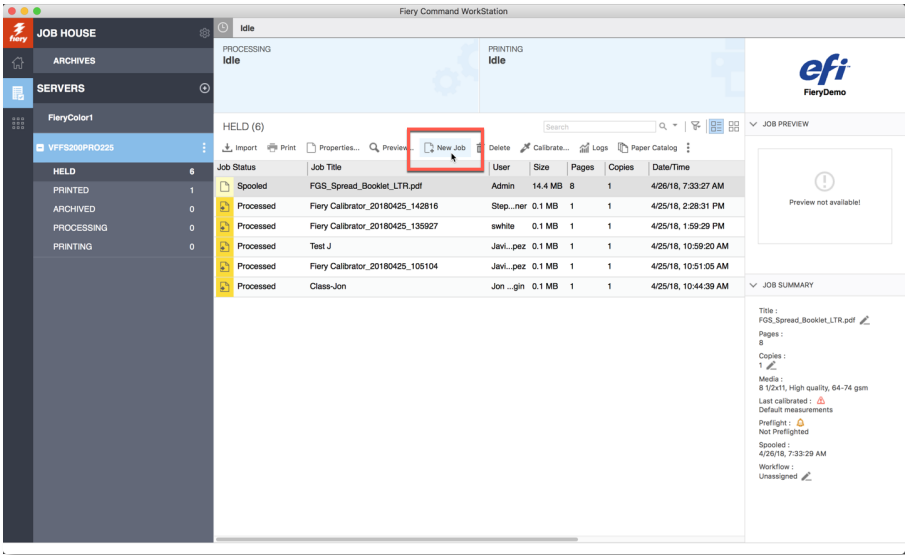 Fiery Command WorkStation
fiery
JOB HOUSE
ARCHIVES
SERVERS
FieryColor1
VFFS200PRO225
HELD 6
PRINTED 1
ARCHIVED 0
PROCESSING 0
PRINTING 0
Idle
PROCESSING
Idle
PRINTING
Idle
HELD (6)
Search
Import Print Properties... Preview... New Job Delete Calibrate... Logs Paper Catalog
Job Status Job Title User Size Pages Copies Date/Time
Spooled FGS_Spread_Booklet_LTR.pdf Admin 14.4 MB 8 1 4/26/18, 7:33:27 AM
Processed Fiery Calibrator_20180425_142816 Step...ner 0.1 MB 1 1 4/25/18, 2:28:31 PM
Processed Fiery Calibrator_20180425_135927 swhite 0.1 MB 1 1 4/25/18, 1:59:29 PM
Processed Test J Javi...pez 0.1 MB 1 1 4/25/18, 10:59:20 AM
Processed Fiery Calibrator_20180425_105104 Javi...pez 0.1 MB 1 1 4/25/18, 10:51:05 AM
Processed Class-Jon Jon ...gin 0.1 MB 1 1 4/25/18, 10:44:39 AM
efi
FieryDemo
JOB PREVIEW
Preview not available!
JOB SUMMARY
Title :
FGS_Spread_Booklet_LTR.pdf
Pages :
8
Copies :
1
Media :
8 1/2x11, High quality, 64-74 gsm
Last calibrated :
Default measurements
Preflight :
Not Preflighted
Spooled :
4/26/18, 7:33:29 AM
Workflow :
Unassigned